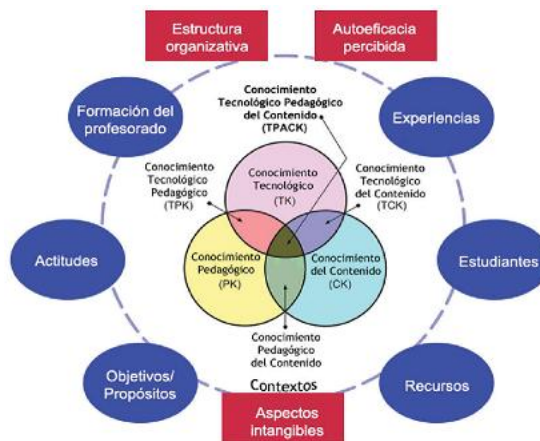 Estructura
organizativa
Autoeficacia
percibida
Formación del
profesorado
Conocimiento
Tecnológico Pedagógico
del Contenido
(TPACK)
Experiencias
Conocimiento
Tecnológico
Pedagógico
(TPK)
Conocimiento
Tecnológico
(TK)
Conocimiento
Tecnológico
del Contenido
(TCK)
Actitudes
Conocimiento
Pedagógico
(PK)
Conocimiento
del Contenido
(CK)
Estudiantes
Conocimiento
Pedagógico
del Contenido
Objetivos/
Propósitos
Contextos
Recursos
Aspectos
intangibles